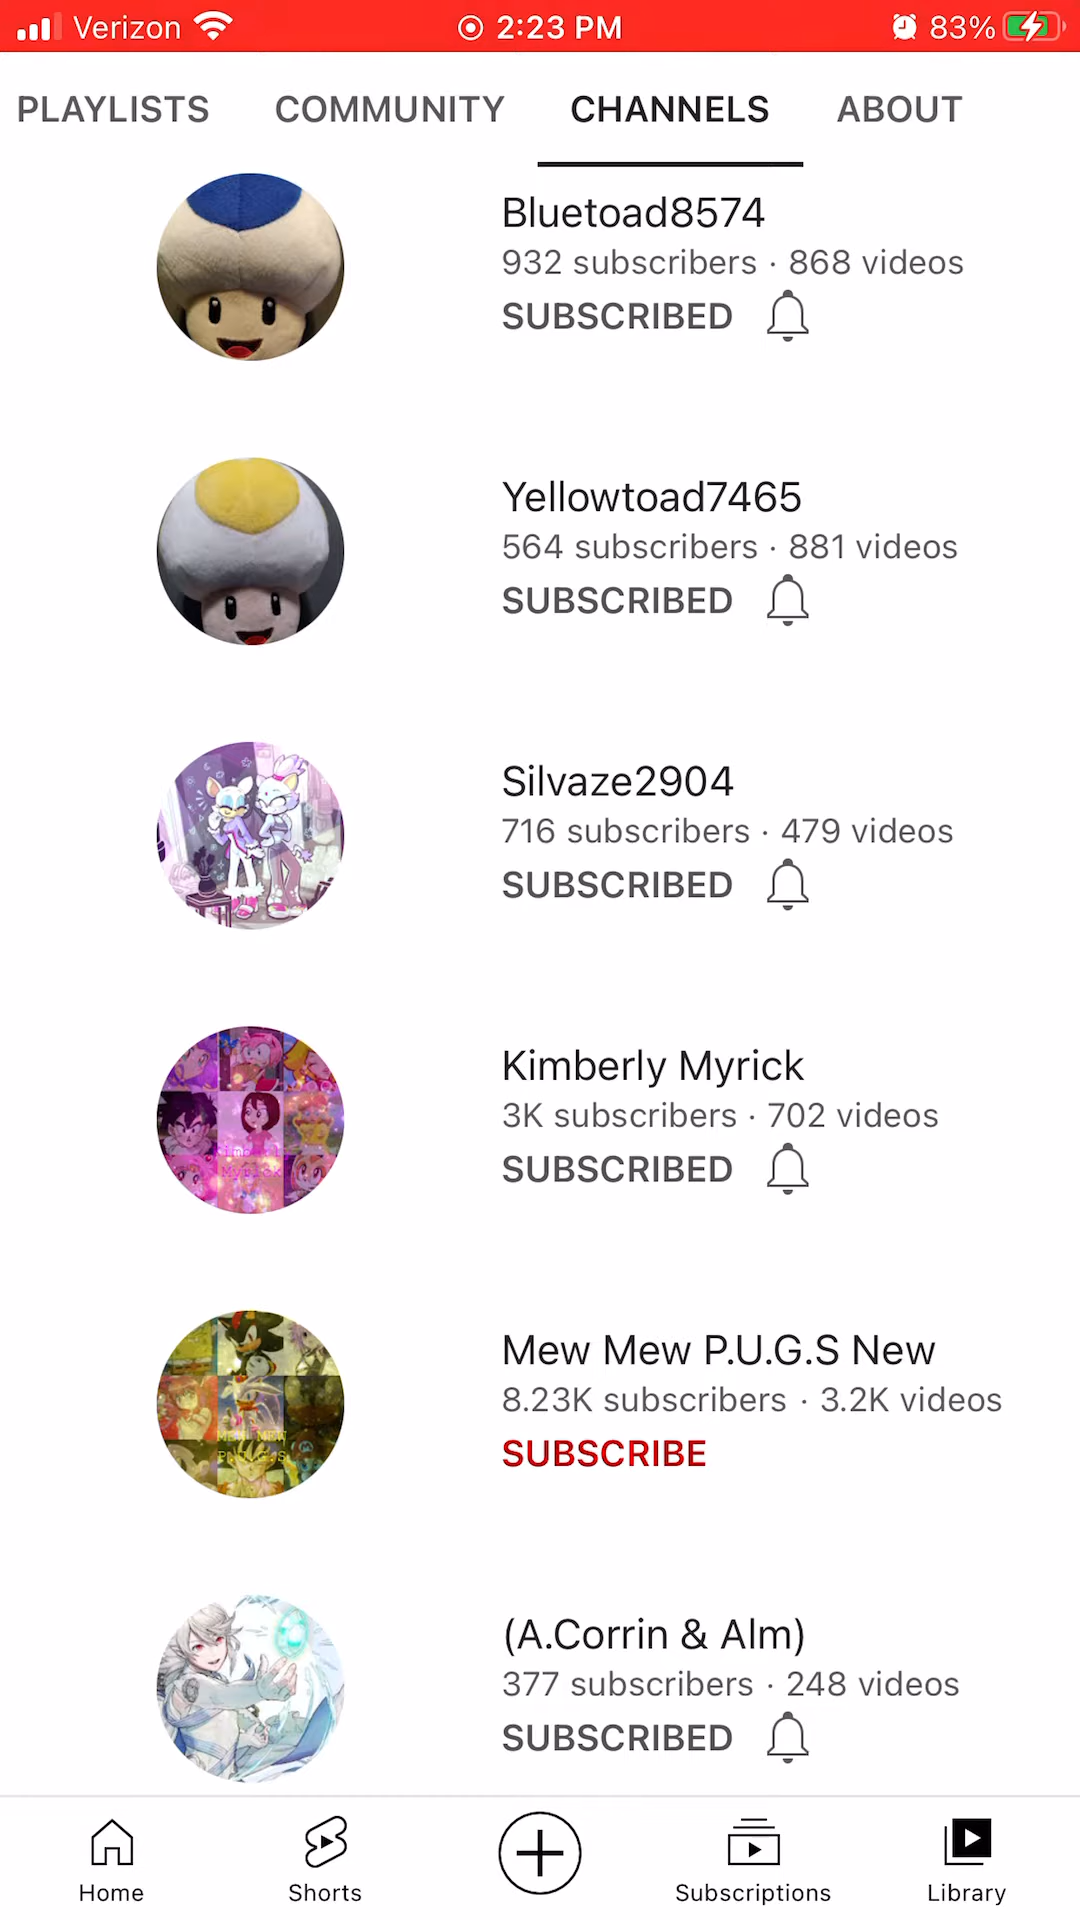 Verizon 2:23 PM 83%
PLAYLISTS COMMUNITY CHANNELS ABOUT
Bluetoad8574
932 subscribers · 868 videos
SUBSCRIBED
Yellowtoad7465
564 subscribers · 881 videos
SUBSCRIBED
Silvaze2904
716 subscribers · 479 videos
SUBSCRIBED
Kimberly Myrick
3K subscribers · 702 videos
SUBSCRIBED
Mew Mew P.U.G.S New
8.23K subscribers · 3.2K videos
SUBSCRIBE
(A.Corrin & Alm)
377 subscribers · 248 videos
SUBSCRIBED
Home Shorts Subscriptions Library